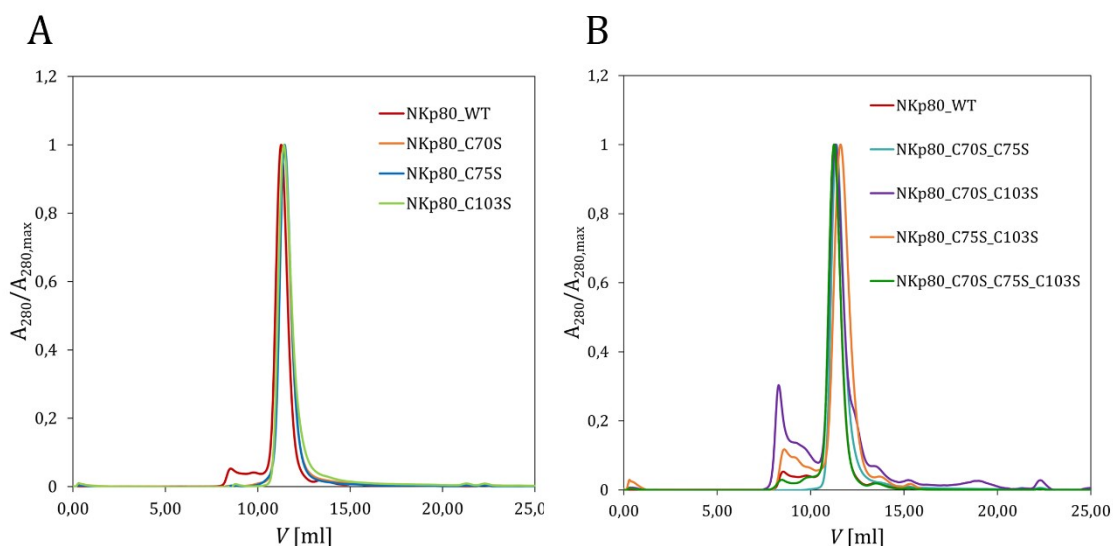 A
B
1,2
1
0,8
0,6
0,4
0,2
0
A280/A280,max
0,00
5,00
10,00
15,00
20,00
25,0
V [ml]
NKp80_WT
NKp80_C70S
NKp80_C75S
NKp80_C103S
1,2
1
0,8
0,6
0,4
0,2
0
A280/A280,max
0,00
5,00
10,00
15,00
20,00
25,00
V [ml]
NKp80_WT
NKp80_C70S_C75S
NKp80_C70S_C103S
NKp80_C75S_C103S
NKp80_C70S_C75S_C103S